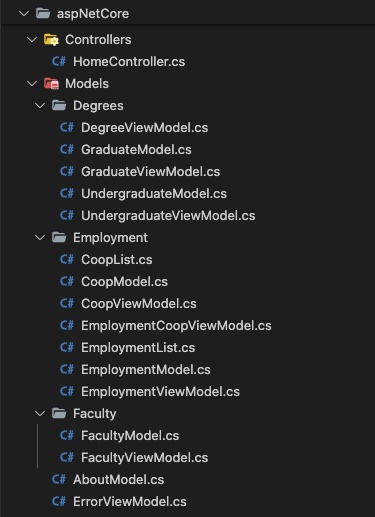 aspNetCore
Controllers
C# HomeController.cs
Models
Degrees
C# DegreeViewModel.cs
C# GraduateModel.cs
C# GraduateViewModel.cs
C# UndergraduateModel.cs
C# UndergraduateViewModel.cs
Employment
C# CoopList.cs
C# CoopModel.cs
C# CoopViewModel.cs
C# EmploymentCoopViewModel.cs
C# EmploymentList.cs
C# EmploymentModel.cs
C# EmploymentViewModel.cs
Faculty
C# FacultyModel.cs
C# FacultyViewModel.cs
C# AboutModel.cs
C# ErrorViewModel.cs